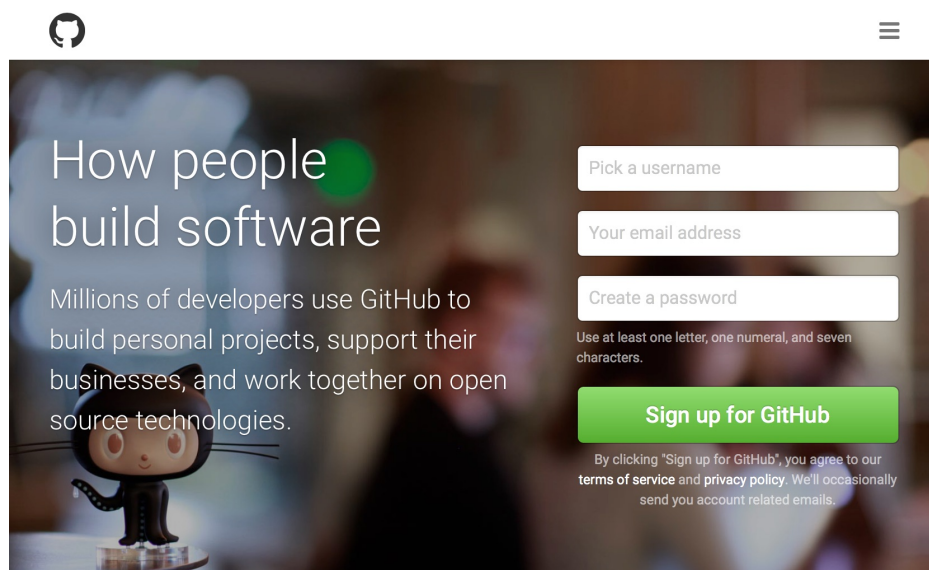 How people
build software
Millions of developers use GitHub to
build personal projects, support their
businesses, and work together on open
source technologies.
Pick a username
Your email address
Create a password
Use at least one letter, one numeral, and seven
characters.
Sign up for GitHub
By clicking "Sign up for GitHub", you agree to our
terms of service and privacy policy. We'll occasionally
send you account related emails.